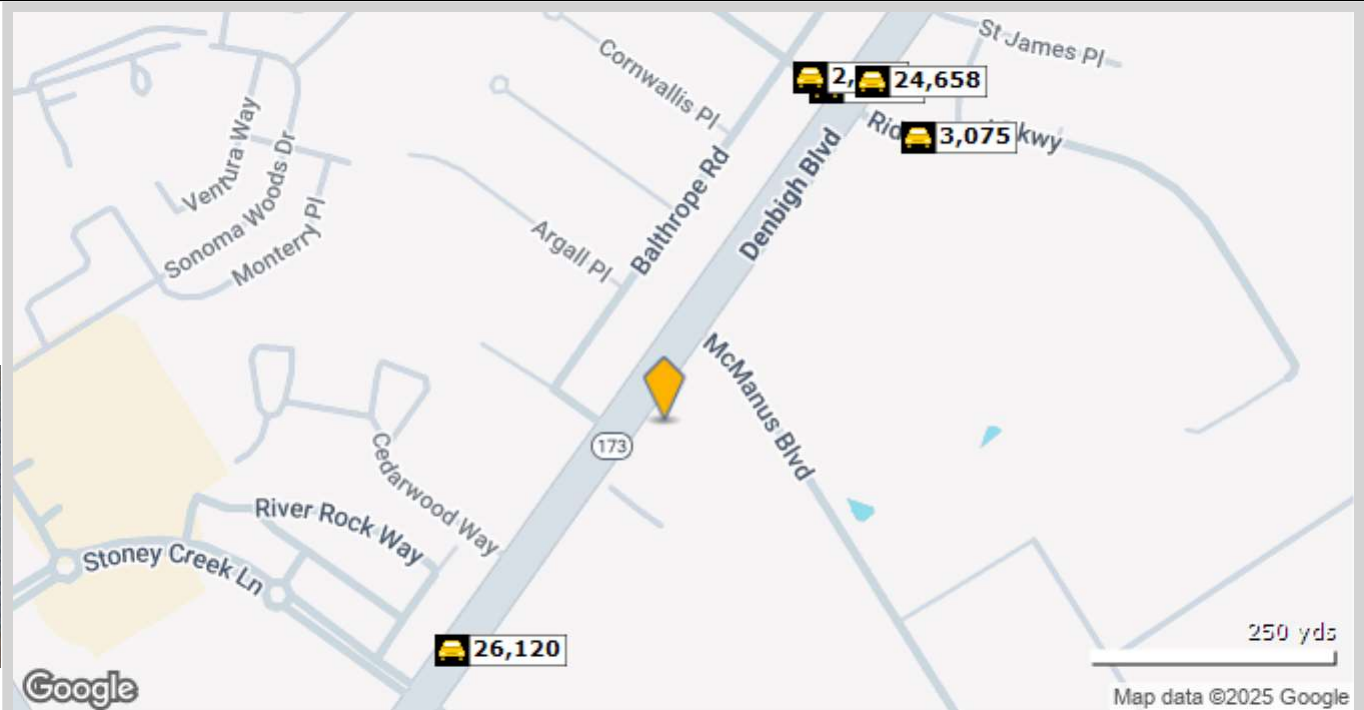 St James Pl
Cornwallis Pl
2,
24,658
3,075
kwy
Ventura Way
Sonoma Woods Dr
Monterry Pl
Argall Pl
Balthrope Rd
Denbigh Blvd
McManus Blvd
173
Cedarwood Way
River Rock Way
Stoney Creek Ln
26,120
250 yds
Google
Map data ©2025 Google